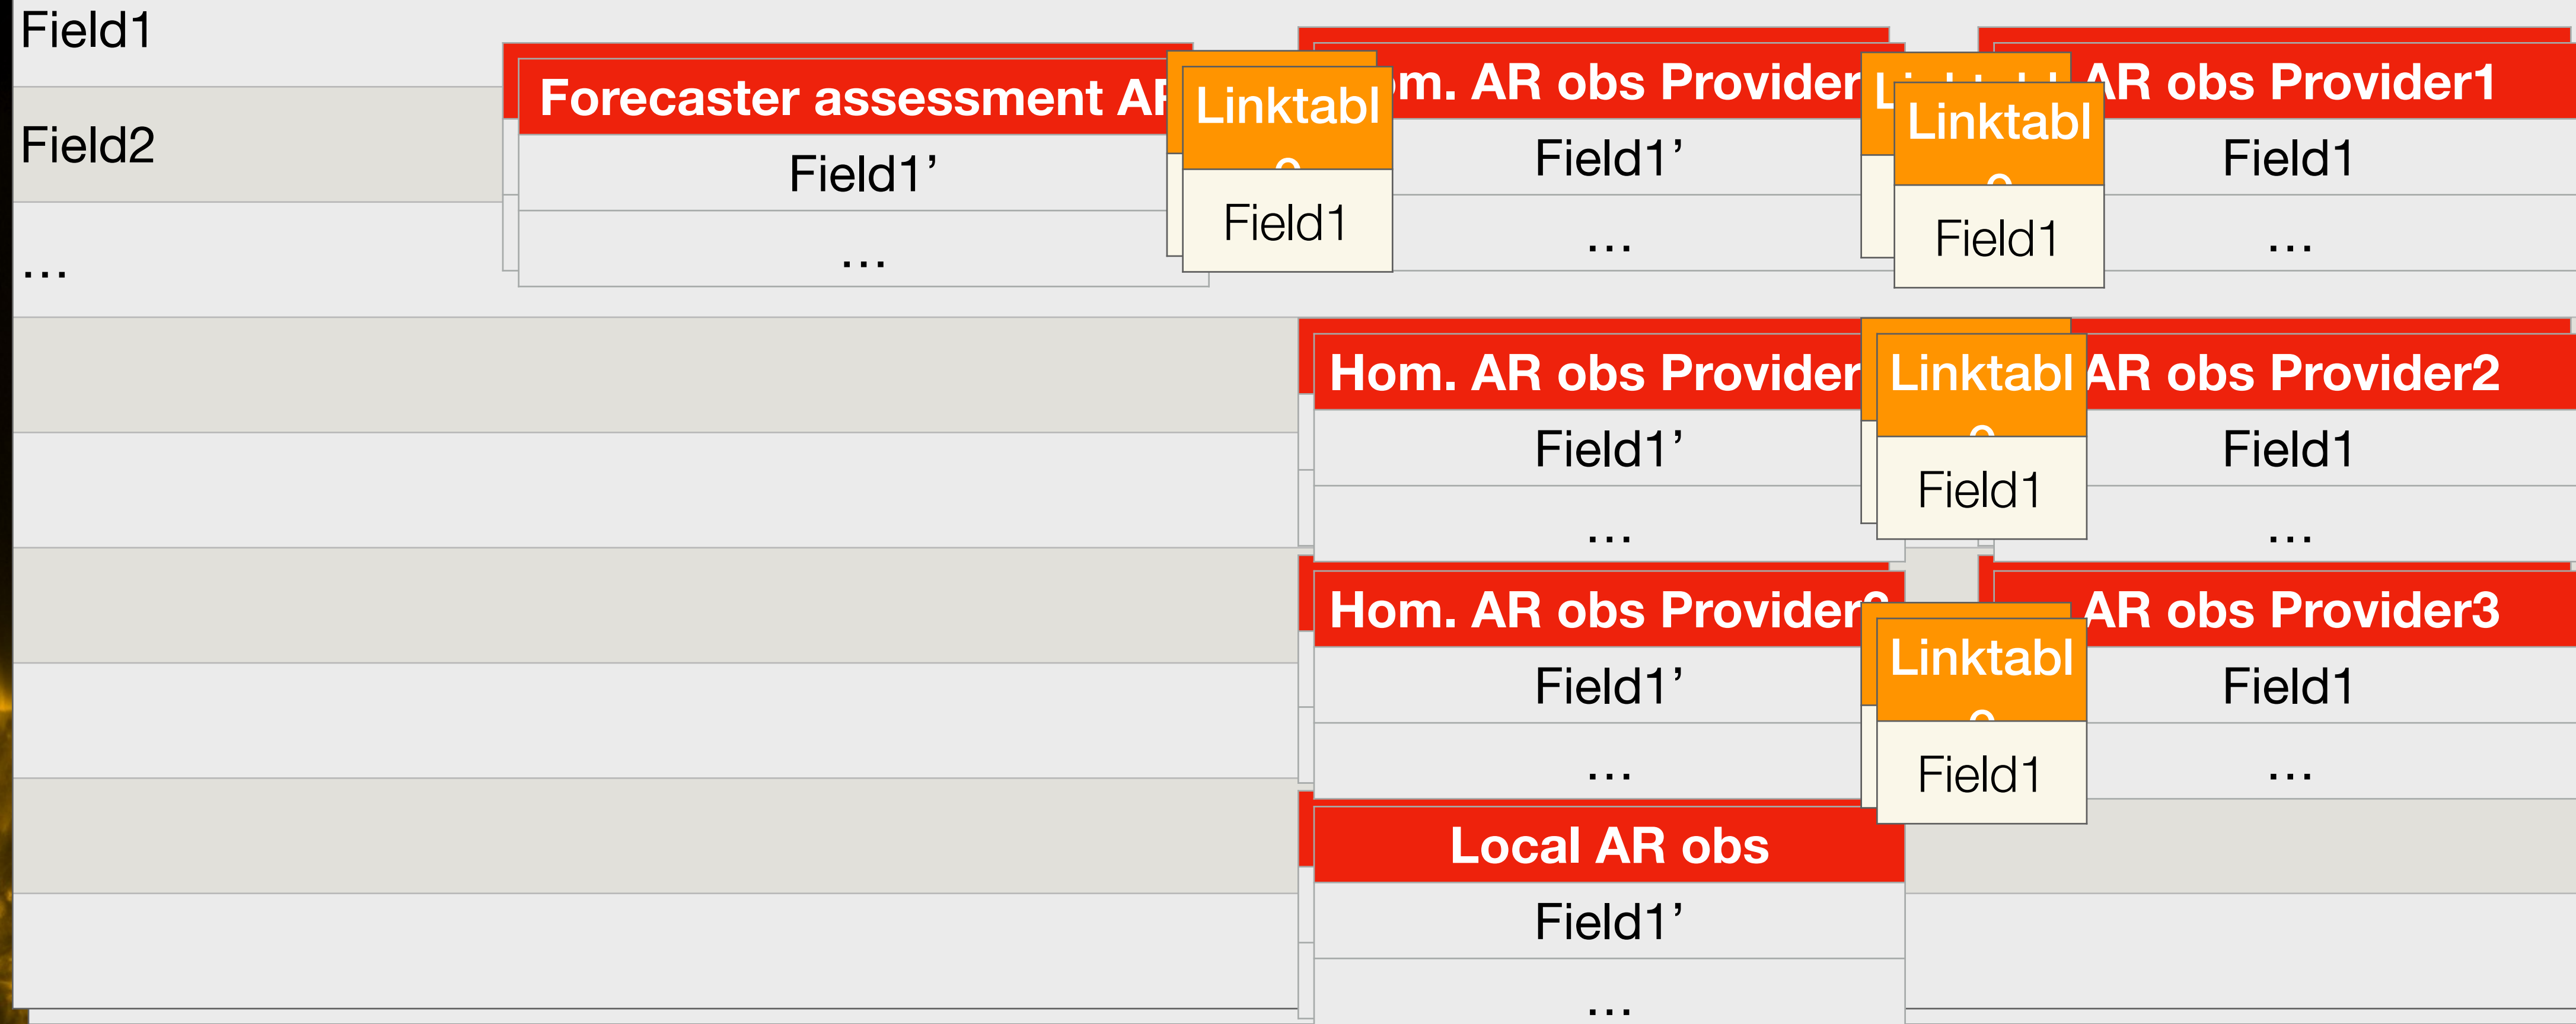 Field1
Field2
...
Forecaster assessment
Field1’
...
Linktabl
Field1
AR obs Provider
Field1’
...
Linktabl
Field1
AR obs Provider1
Field1
...
Hom. AR obs Provider
Field1’
...
Linktabl
Field1
AR obs Provider2
Field1
...
Hom. AR obs Provider
Field1’
...
Linktabl
Field1
AR obs Provider3
Field1
...
Local AR obs
Field1’
...